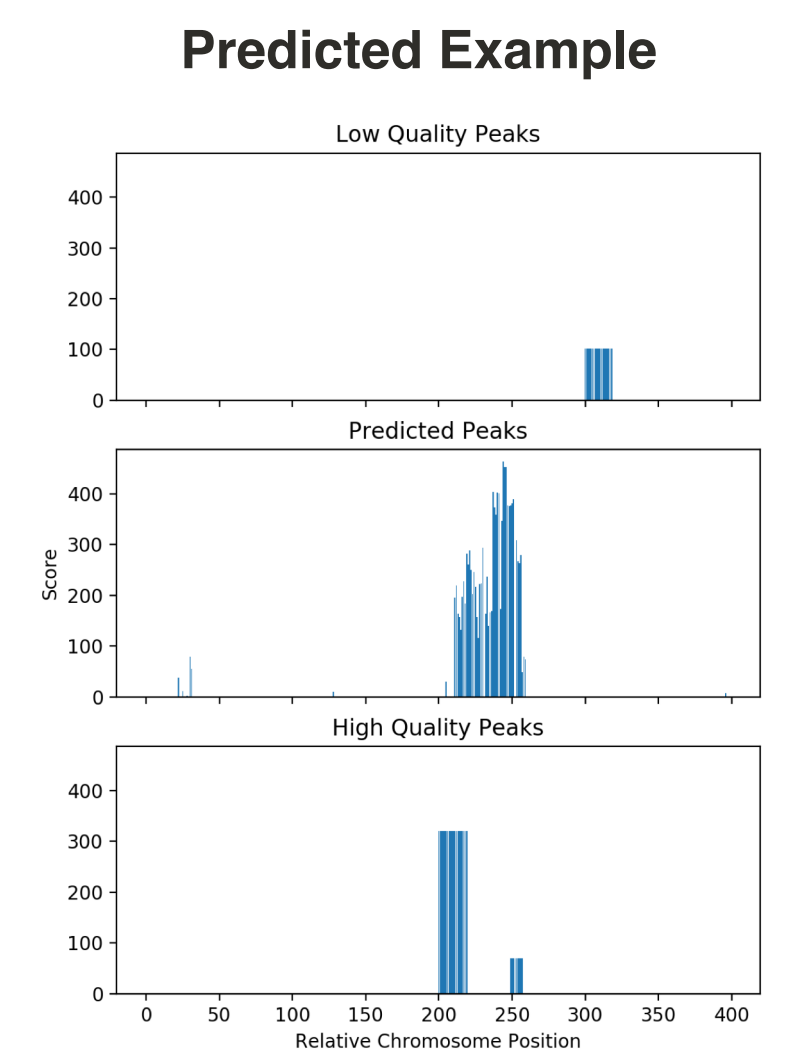 Predicted Example
Low Quality Peaks
400
300
200
100
0
Predicted Peaks
Score
400
300
200
100
0
High Quality Peaks
400
300
200
100
0
0 50 100 150 200 250 300 350 400
Relative Chromosome Position